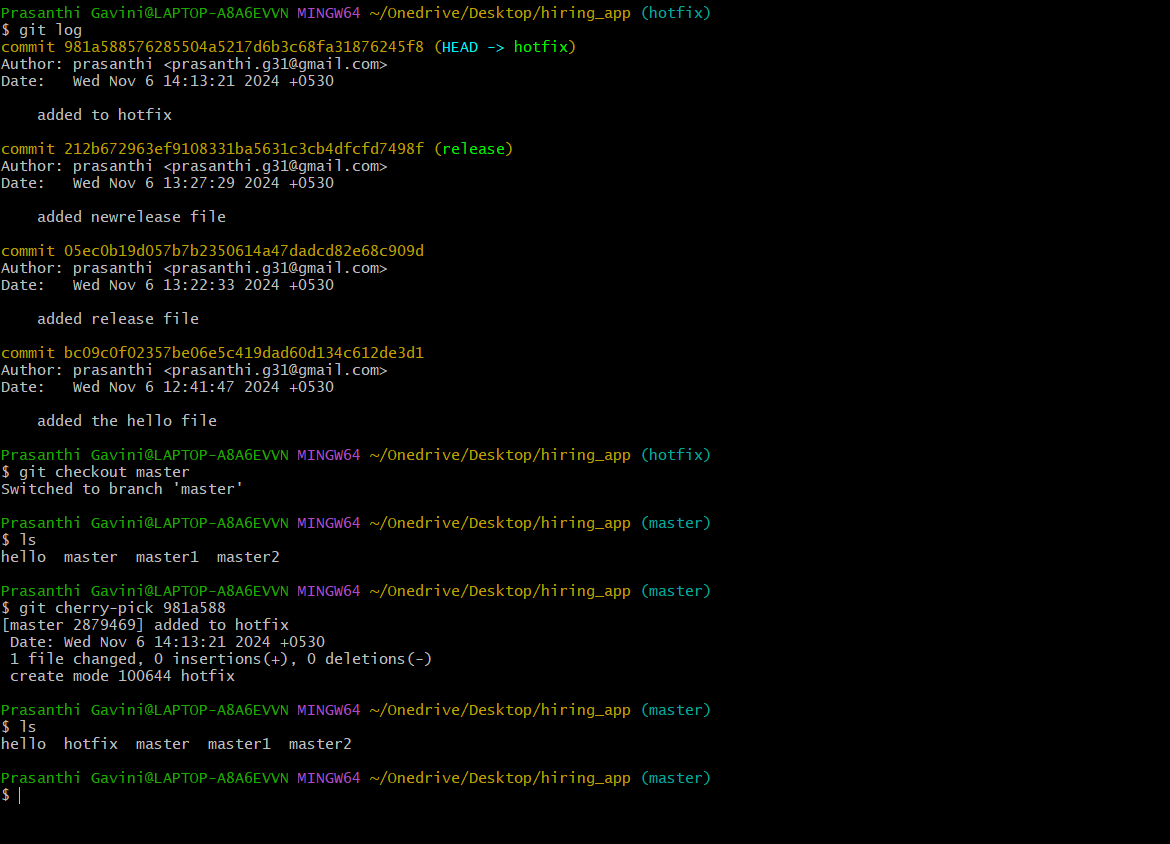 Prasanthi Gavini@LAPTOP-A8A6EVVN MINGW64 ~/Onedrive/Desktop/hiring_app (hotfix)
$ git log
commit 981a588576285504a5217d6b3c68fa31876245f8 (HEAD -> hotfix)
Author: prasanthi <prasanthi.g31@gmail.com>
Date:   Wed Nov 6 14:13:21 2024 +0530

    added to hotfix

commit 212b672963ef9108331ba5631c3cb4dfcfd7498f (release)
Author: prasanthi <prasanthi.g31@gmail.com>
Date:   Wed Nov 6 13:27:29 2024 +0530

    added newrelease file

commit 05ec0b19d057b7b2350614a47dadcd82e68c909d
Author: prasanthi <prasanthi.g31@gmail.com>
Date:   Wed Nov 6 13:22:33 2024 +0530

    added release file

commit bc09c0f02357be06e5c419dad60d134c612de3d1
Author: prasanthi <prasanthi.g31@gmail.com>
Date:   Wed Nov 6 12:41:47 2024 +0530

    added the hello file

Prasanthi Gavini@LAPTOP-A8A6EVVN MINGW64 ~/Onedrive/Desktop/hiring_app (hotfix)
$ git checkout master
Switched to branch 'master'

Prasanthi Gavini@LAPTOP-A8A6EVVN MINGW64 ~/Onedrive/Desktop/hiring_app (master)
$ ls
hello  master  master1  master2

Prasanthi Gavini@LAPTOP-A8A6EVVN MINGW64 ~/Onedrive/Desktop/hiring_app (master)
$ git cherry-pick 981a588
[master 2879469] added to hotfix
 Date: Wed Nov 6 14:13:21 2024 +0530
 1 file changed, 0 insertions(+), 0 deletions(-)
 create mode 100644 hotfix

Prasanthi Gavini@LAPTOP-A8A6EVVN MINGW64 ~/Onedrive/Desktop/hiring_app (master)
$ ls
hello  hotfix  master  master1  master2

Prasanthi Gavini@LAPTOP-A8A6EVVN MINGW64 ~/Onedrive/Desktop/hiring_app (master)
$